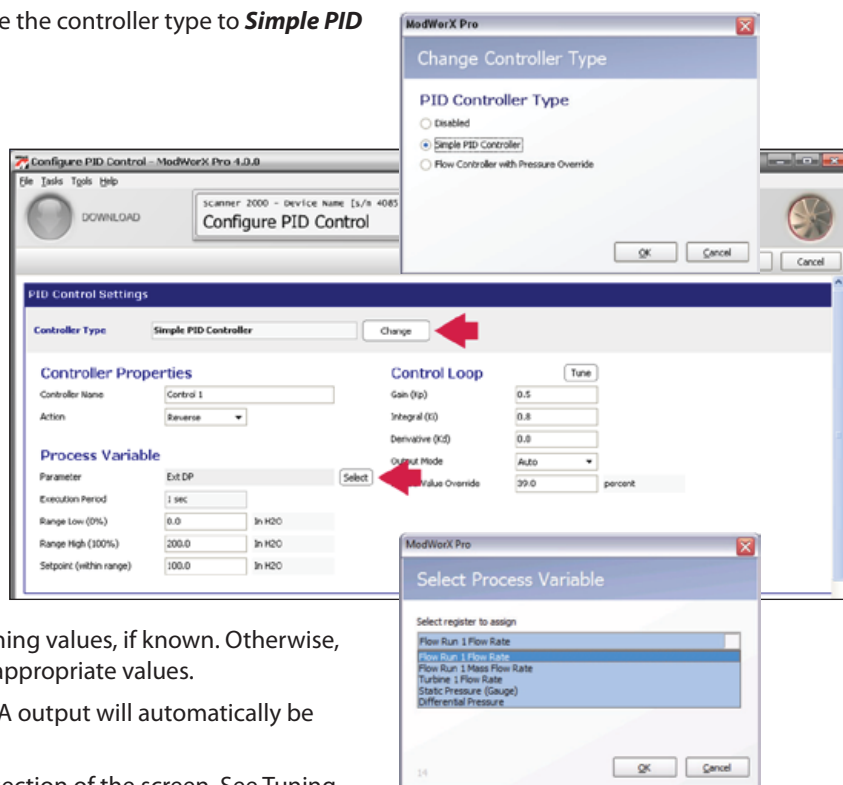 e the controller type to Simple PID
ModWorX Pro
Change Controller Type
PID Controller Type
Disabled
Simple PID Controller
Flow Controller with Pressure Override
OK Cancel
Configure PID Control - ModWorX Pro 4.0.0
File Tasks Tools Help
DOWNLOAD
scanner 2000 - Device Name [s/n 4085
Configure PID Control
Cancel
PID Control Settings
Controller Type Simple PID Controller Change
Controller Properties
Controller Name Control 1
Action Reverse
Process Variable
Parameter Ext DP Select
Execution Period 1 sec
Range Low (0%) 0.0 In H2O
Range High (100%) 200.0 In H2O
Setpoint (within range) 100.0 In H2O
Control Loop Tune
Gain (Kp) 0.5
Integral (Ki) 0.8
Derivative (Kd) 0.0
Output Mode Auto
Value Override 39.0 percent
ModWorX Pro
Select Process Variable
Select register to assign
Flow Run 1 Flow Rate
Flow Run 1 Flow Rate
Flow Run 1 Mass Flow Rate
Turbine 1 Flow Rate
Static Pressure (Gauge)
Differential Pressure
14
OK Cancel
ning values, if known. Otherwise,
appropriate values.
A output will automatically be
ection of the screen. See Tuning